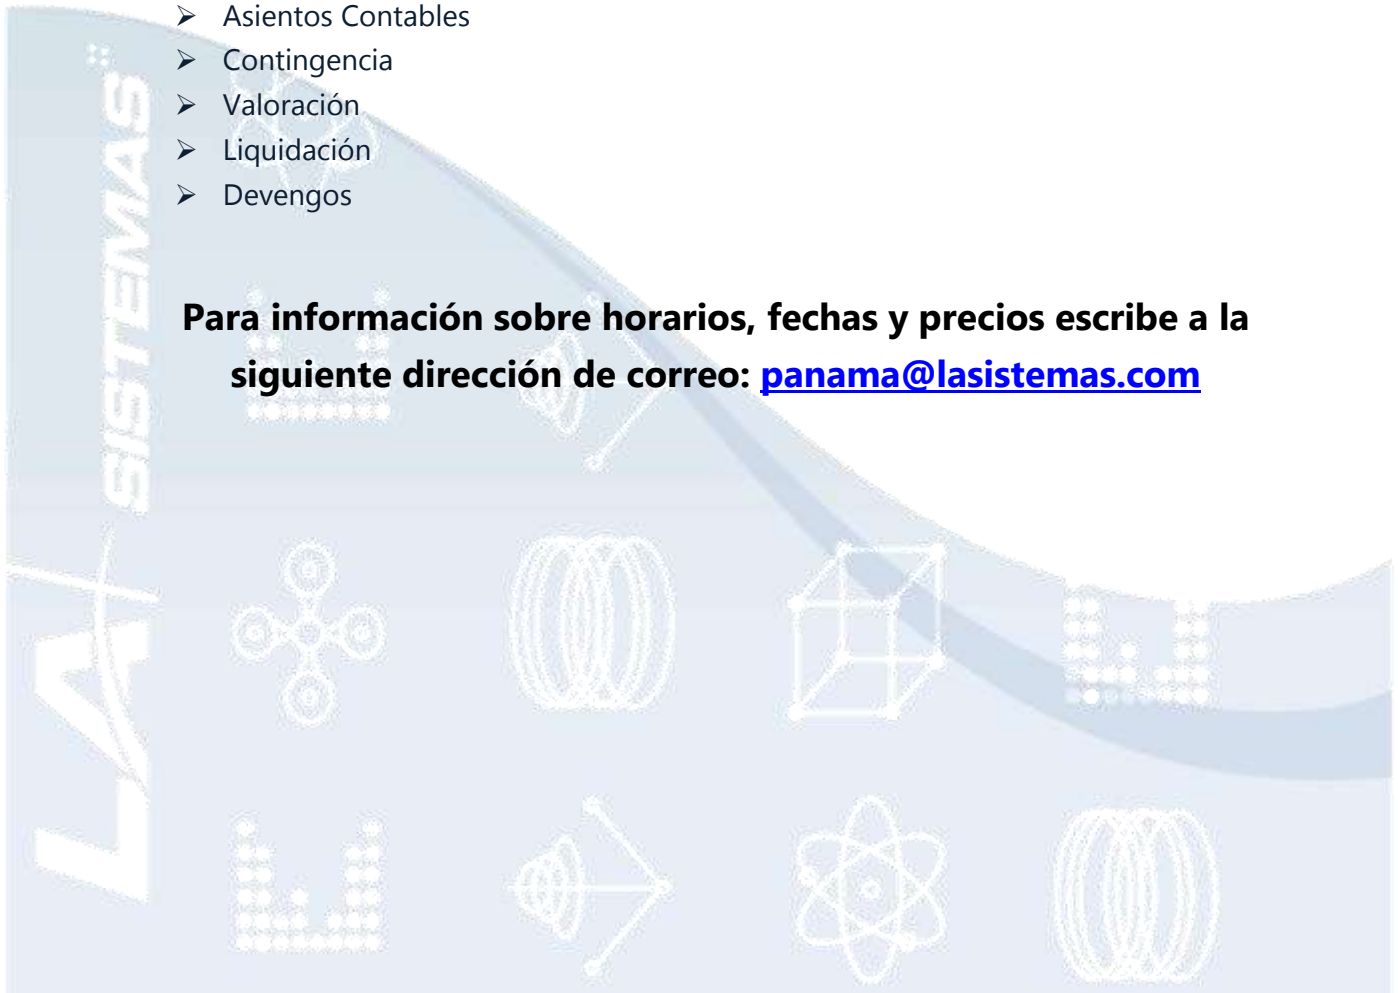 ➢ Asientos Contables
➢ Contingencia
➢ Valoración
➢ Liquidación
➢ Devengos
Para información sobre horarios, fechas y precios escribe a la
siguiente dirección de correo: panama@lasistemas.com
LA SISTEMAS